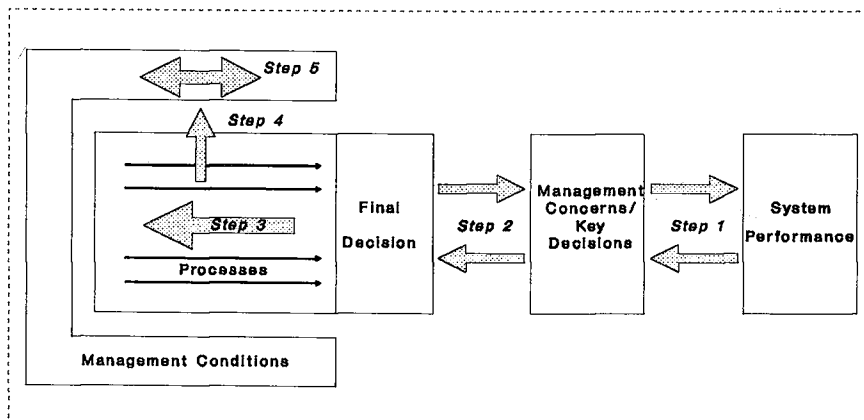 Step 5
Step 4
Step 3
Processes
Final
Decision
Step 2
Management
Concerns/
Key
Decisions
Step 1
System
Performance
Management Conditions